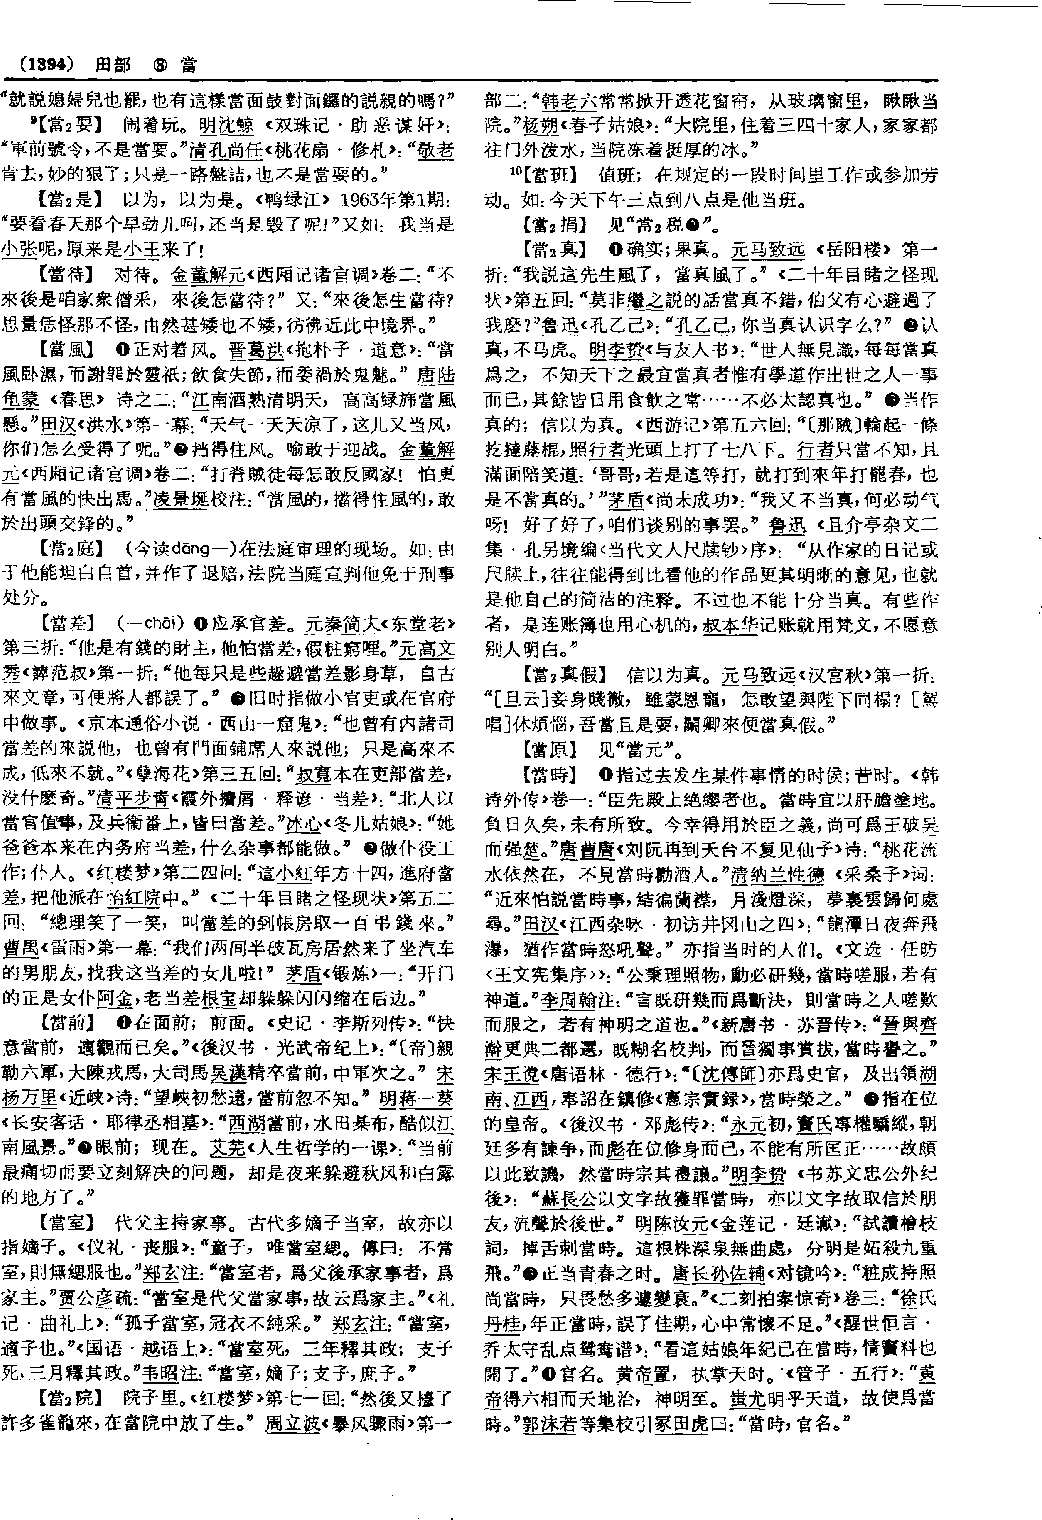 (1394) 田部 ⑧ 當
“就説媳婦兒也罷，也有這樣當面鼓對面鑼的説親的嗎？”
⁹【當₂耍】 闹着玩。明沈鲸《双珠记·助恶谋奸》：
“軍前號令，不是當耍。”清孔尚任《桃花扇·修札》：“敬老
肯去，妙的狠了；只是一路盤詰，也不是當耍的。”
【當₂是】 以为，以为是。《鸭绿江》1963年第1期：
“要看春天那个旱劲儿啊，还当是毁了呢！”又如：我当是
小张呢，原来是小王来了！
【當待】 对待。金董解元《西厢记诸宫调》卷二：“不
來後是咱家衆僧采，來後怎當待？”又：“來後怎生當待？
思量恁怪那不怪，由然甚矮也不矮，彷彿近此中境界。”
【當風】 ❶正对着风。晋葛洪《抱朴子·道意》：“當
風卧濕，而謝罪於靈祇；飲食失節，而委禍於鬼魅。”唐陆
龟蒙《春思》诗之二：“江南酒熟清明天，高高绿旆當風
懸。”田汉《洪水》第一幕：“天气一天天凉了，这儿又当风，
你们怎么受得了呢。”❷挡得住风。喻敢于迎战。金董解
元《西厢记诸宫调》卷二：“打脊賊徒每怎敢反國家！怕更
有當風的快出馬。”凌景埏校注：“當風的，擋得住風的，敢
於出頭交鋒的。”
【當₂庭】 （今读dāng—）在法庭审理的现场。如：由
于他能坦白自首，并作了退赔，法院当庭宣判他免于刑事
处分。
【當差】 （—chāi）❶应承官差。元秦简夫《东堂老》
第三折：“他是有錢的財主，他怕當差，假粧窮哩。”元高文
秀《谇范叔》第一折：“他每只是些趨避當差影身草，自古
來文章，可便將人都誤了。”❷旧时指做小官吏或在官府
中做事。《京本通俗小说·西山一窟鬼》：“也曾有内諸司
當差的來説他，也曾有門面鋪席人來説他；只是高來不
成，低來不就。”《孽海花》第三五回：“叔寬本在吏部當差，
没什麽奇。”清平步青《霞外攟屑·释谚·当差》：“北人以
當官值事，及兵衛番上，皆曰當差。”冰心《冬儿姑娘》：“她
爸爸本来在内务府当差，什么杂事都能做。”❸做仆役工
作；仆人。《红楼梦》第二四回：“這小紅年方十四，進府當
差，把他派在怡紅院中。”《二十年目睹之怪现状》第五二
回：“總理笑了一笑，叫當差的到帳房取一百弔錢來。”
曹禺《雷雨》第一幕：“我们两间半破瓦房居然来了坐汽车
的男朋友，找我这当差的女儿啦！”茅盾《锻炼》一：“开门
的正是女仆阿金，老当差根宝却躲躲闪闪缩在后边。”
【當前】 ❶在面前；前面。《史记·李斯列传》：“快
意當前，適觀而已矣。”《後汉书·光武帝纪上》：“〔帝〕親
勒六軍，大陳戎馬，大司馬吴漢精卒當前，中軍次之。”宋
杨万里《近峡》诗：“望峽初愁遠，當前忽不知。”明蒋一葵
《长安客话·耶律丞相墓》：“西湖當前，水田棊布，酷似江
南風景。”❷眼前；现在。艾芜《人生哲学的一课》：“当前
最痛切而要立刻解决的问题，却是夜来躲避秋风和白露
的地方了。”
【當室】 代父主持家事。古代多嫡子当室，故亦以
指嫡子。《仪礼·丧服》：“童子，唯當室緦。傳曰：不當
室，則無緦服也。”郑玄注：“當室者，爲父後承家事者，爲
家主。”贾公彦疏：“當室是代父當家事，故云爲家主。”《礼
记·曲礼上》：“孤子當室，冠衣不純采。”郑玄注：“當室，
適子也。”《国语·越语上》：“當室死，三年釋其政；支子
死，三月釋其政。”韦昭注：“當室，嫡子；支子，庶子。”
【當₂院】 院子里。《红楼梦》第七一回：“然後又擡了
許多雀籠來，在當院中放了生。”周立波《暴风骤雨》第一
部二：“韩老六常常掀开透花窗帘，从玻璃窗里，瞅瞅当
院。”杨朔《春子姑娘》：“大院里，住着三四十家人，家家都
往门外泼水，当院冻着挺厚的冰。”
¹⁰【當班】 值班；在规定的一段时间里工作或参加劳
动。如：今天下午三点到八点是他当班。
【當₂捐】 见“當₂税❷”。
【當₂真】 ❶确实；果真。元马致远《岳阳楼》第一
折：“我説這先生風了，當真風了。”《二十年目睹之怪现
状》第五回：“莫非繼之説的話當真不錯，伯父有心避過了
我麽？”鲁迅《孔乙己》：“孔乙己，你当真认识字么？”❷认
真，不马虎。明李贽《与友人书》：“世人無見識，每每當真
爲之，不知天下之最宜當真者惟有學道作出世之人一事
而已，其餘皆日用食飲之常……不必太認真也。”❸当作
真的；信以为真。《西游记》第五六回：“〔那賊〕輪起一條
扢撻藤棍，照行者光頭上打了七八下。行者只當不知，且
滿面陪笑道：‘哥哥，若是這等打，就打到來年打罷春，也
是不當真的。’”茅盾《尚未成功》：“我又不当真，何必动气
呀！好了好了，咱们谈别的事罢。”鲁迅《且介亭杂文二
集·孔另境编〈当代文人尺牍钞〉序》：“从作家的日记或
尺牍上，往往能得到比看他的作品更其明晰的意见，也就
是他自己的简洁的注释。不过也不能十分当真。有些作
者，是连账簿也用心机的，叔本华记账就用梵文，不愿意
别人明白。”
【當₂真假】 信以为真。元马致远《汉宫秋》第一折：
“〔旦云〕妾身賤微，雖蒙恩寵，怎敢望與陛下同榻？〔駕
唱〕休煩惱，吾當且是耍，鬭卿來便當真假。”
【當原】 见“當元”。
【當時】 ❶指过去发生某件事情的时侯；昔时。《韩
诗外传》卷一：“臣先殿上绝纓者也。當時宜以肝膽塗地。
負日久矣，未有所致。今幸得用於臣之義，尚可爲王破吴
而强楚。”唐曹唐《刘阮再到天台不复见仙子》诗：“桃花流
水依然在，不見當時勸酒人。”清纳兰性德《采桑子》词：
“近來怕説當時事，結徧蘭襟，月淺燈深，夢裏雲歸何處
尋。”田汉《江西杂咏·初访井冈山之四》：“龍潭日夜奔飛
瀑，猶作當時怒吼聲。”亦指当时的人们。《文选·任昉
〈王文宪集序〉》：“公乘理照物，動必研幾，當時嗟服，若有
神道。”李周翰注：“言既研幾而爲斷決，則當時之人嗟歎
而服之，若有神明之道也。”《新唐书·苏晋传》：“晉與齊
澣更典二都選，既糊名校判，而晉獨事賞拔，當時譽之。”
宋王谠《唐语林·德行》：“〔沈傳師〕亦爲史官，及出領湖
南、江西，奉詔在鎮修《憲宗實録》，當時榮之。”❷指在位
的皇帝。《後汉书·邓彪传》：“永元初，竇氏專權驕縱，朝
廷多有諫争，而彪在位修身而已，不能有所匡正……故頗
以此致譏，然當時宗其禮讓。”明李贽《书苏文忠公外纪
後》：“蘇長公以文字故獲罪當時，亦以文字故取信於朋
友，流聲於後世。”明陈汝元《金莲记·廷谳》：“試讀檜枝
詞，掉舌刺當時。這根株深泉無曲處，分明是妬殺九重
飛。”❸正当青春之时。唐长孙佐辅《对镜吟》：“粧成持照
尚當時，只畏愁多遽變衰。”《二刻拍案惊奇》卷三：“徐氏
丹桂，年正當時，誤了佳期，心中常懷不足。”《醒世恒言·
乔太守乱点鸳鸯谱》：“看這姑娘年紀已在當時，情竇料也
開了。”❹官名。黄帝置，执掌天时。《管子·五行》：“黄
帝得六相而天地治，神明至。蚩尤明乎天道，故使爲當
時。”郭沫若等集校引冢田虎曰：“當時，官名。”